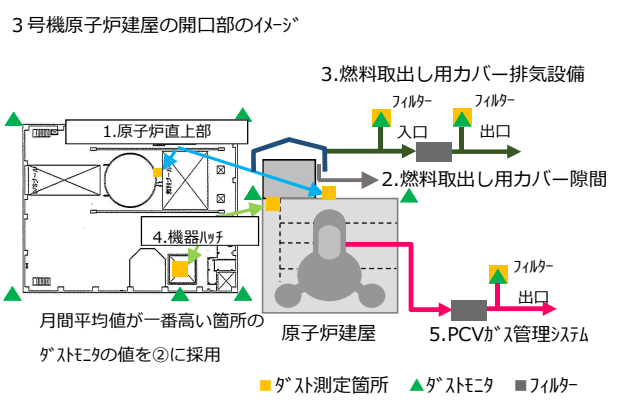 ３号機原子炉建屋の開口部のｲﾒｰｼﾞ
3.燃料取出し用カバー排気設備
ﾌｨﾙﾀｰ
ﾌｨﾙﾀｰ
1.原子炉直上部
入口
出口
2.燃料取出し用カバー隙間
4.機器ﾊｯﾁ
ﾌｨﾙﾀｰ
出口
月間平均値が一番高い箇所の
ﾀﾞｽﾄﾓﾆﾀの値を②に採用
原子炉建屋
5.PCVｶﾞｽ管理ｼｽﾃﾑ
ﾀﾞｽﾄ測定箇所
ﾀﾞｽﾄﾓﾆﾀ
ﾌｨﾙﾀｰ